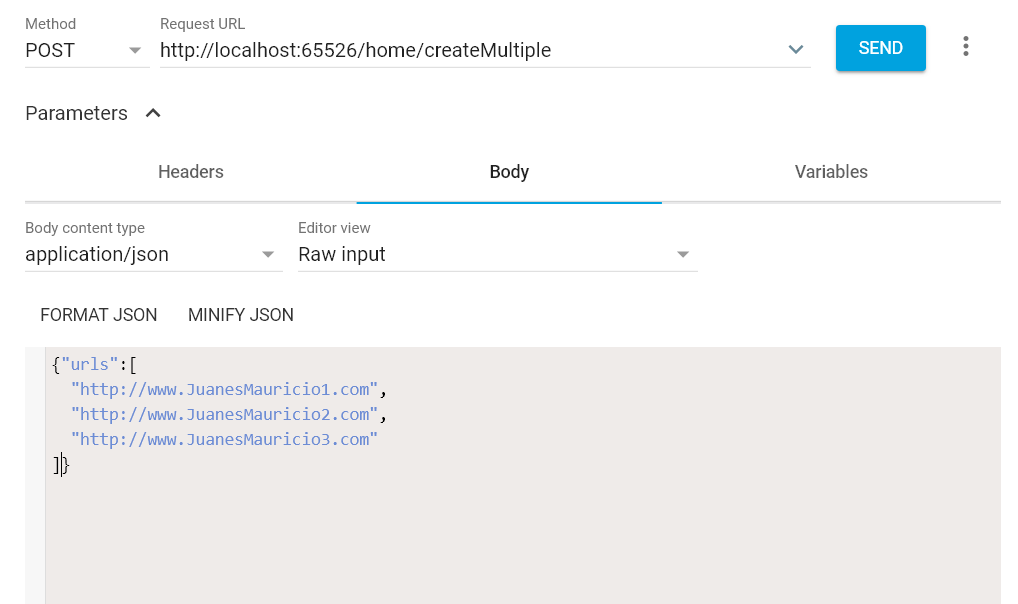 Method
Request URL
POST
http://localhost:65526/home/createMultiple
SEND
Parameters
Headers
Body
Variables
Body content type
Editor view
application/json
Raw input
FORMAT JSON
MINIFY JSON
{"urls":[
"http://www.JuanesMauricio1.com",
"http://www.JuanesMauricio2.com",
"http://www.JuanesMauricio3.com"
]}